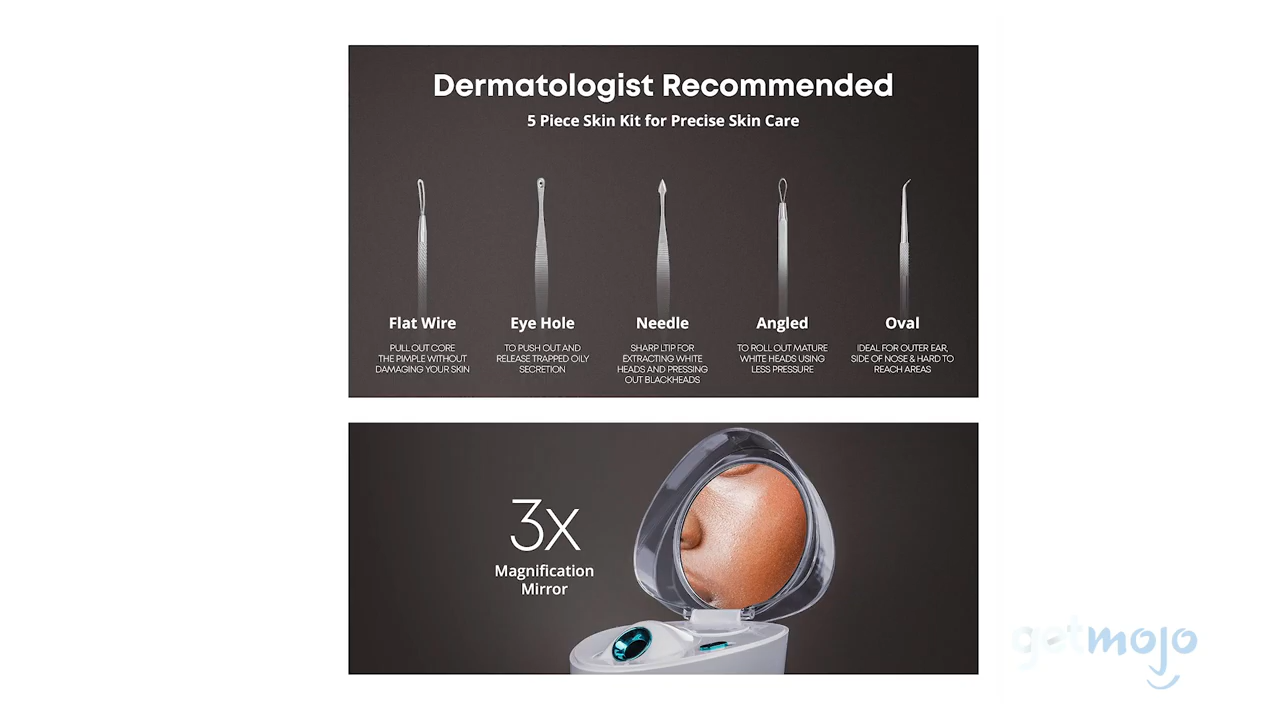 Dermatologist Recommended
5 Piece Skin Kit for Precise Skin Care
Flat Wire
PULL OUT CORE
THE PIMPLE WITHOUT
DAMAGING YOUR SKIN
Eye Hole
TO PUSH OUT AND
RELEASE TRAPPED OILY
SECRETION
Needle
SHARP LTIP FOR
EXTRACTING WHITE
HEADS AND PRESSING
OUT BLACKHEADS
Angled
TO ROLL OUT MATURE
WHITE HEADS USING
LESS PRESSURE
Oval
IDEAL FOR OUTER EAR,
SIDE OF NOSE & HARD TO
REACH AREAS
3x
Magnification
Mirror
getmojo